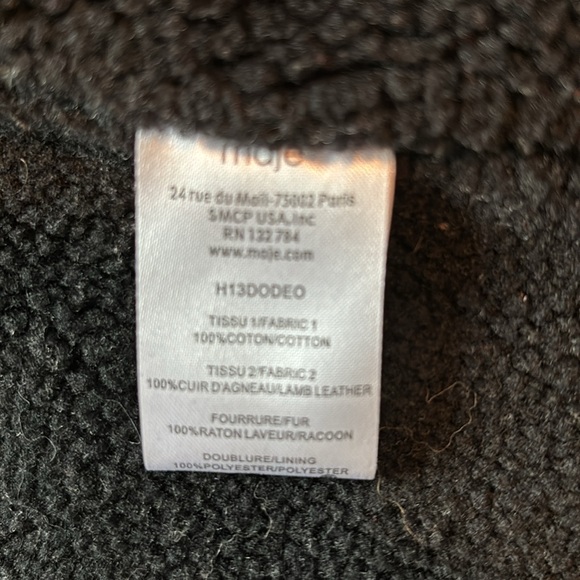 maje
24 rue du Mail-75002 Paris
SMCP USA,Inc
RN 132 784
www.maje.com
H13DODEO
TISSU 1/FABRIC 1
100%COTON/COTTON
TISSU 2/FABRIC 2
100%CUIR D'AGNEAU/LAMB LEATHER
FOURRURE/FUR
100%RATON LAVEUR/RACOON
DOUBLURE/LINING
100%POLYESTER/POLYESTER